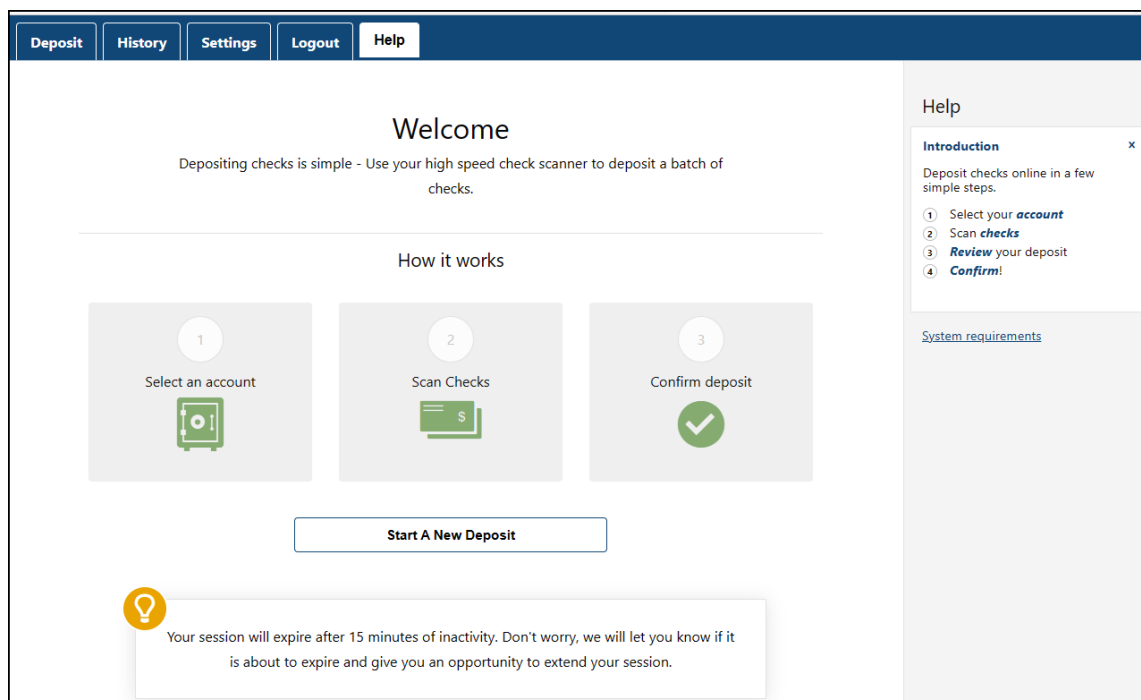 Deposit
History
Settings
Logout
Help
Welcome
Depositing checks is simple - Use your high speed check scanner to deposit a batch of
checks.
How it works
1
Select an account
2
Scan Checks
$
3
Confirm deposit
Start A New Deposit
Your session will expire after 15 minutes of inactivity. Don't worry, we will let you know if it
is about to expire and give you an opportunity to extend your session.
Help
Introduction x
Deposit checks online in a few
simple steps.
1 Select your account
2 Scan checks
3 Review your deposit
4 Confirm!
System requirements